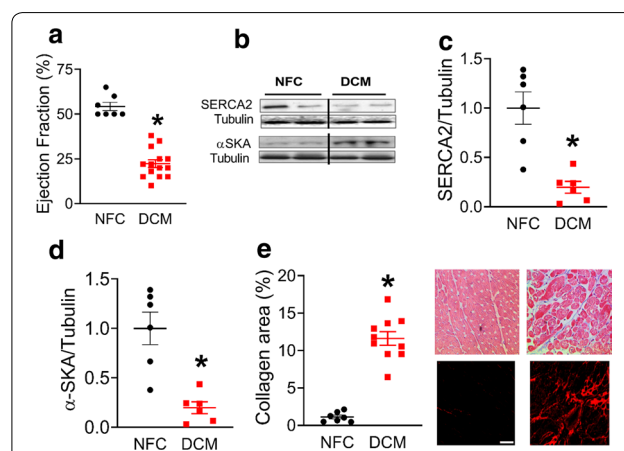 a
Ejection Fraction (%)
75
50
25
0
*
NFC DCM
b
NFC DCM
SERCA2
Tubulin
αSKA
Tubulin
c
SERCA2/Tubulin
1.5
1.0
0.5
0.0
*
NFC DCM
d
α-SKA/Tubulin
1.5
1.0
0.5
0.0
*
NFC DCM
e
Collagen area (%)
20
15
10
5
0
*
NFC DCM